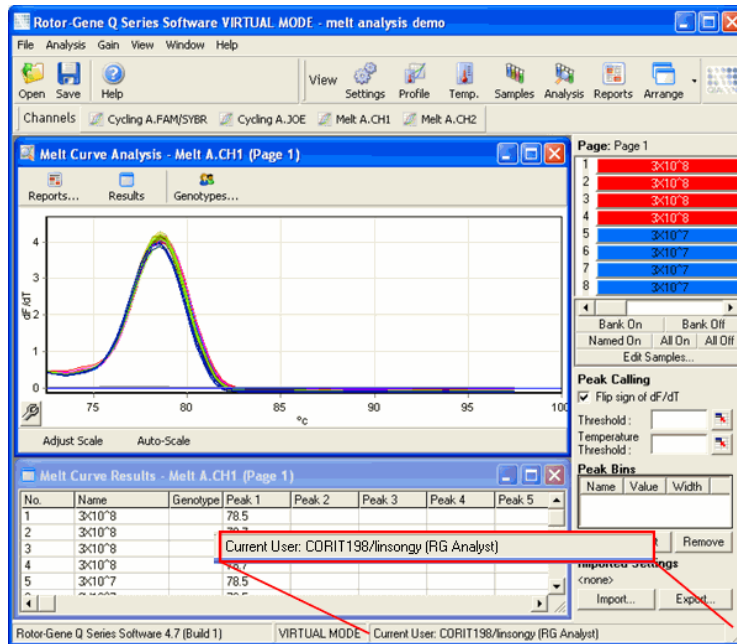 Rotor-Gene Q Series Software VIRTUAL MODE - melt analysis demo
File Analysis Gain View Window Help
Open Save Help View Settings Profile Temp. Samples Analysis Reports Arrange
Channels Cycling A.FAM/SYBR Cycling A.JOE Melt A.CH1 Melt A.CH2
Melt Curve Analysis - Melt A.CH1 (Page 1)
Reports... Results Genotypes...
4
3
2
1
0
dF/dT
75 80 85 90 95 100
°c
Adjust Scale Auto-Scale
Page: Page 1
1 3X10^8
2 3X10^8
3 3X10^8
4 3X10^8
5 3X10^7
6 3X10^7
7 3X10^7
8 3X10^7
Bank On Bank Off
Named On All On All Off
Edit Samples...
Peak Calling
Flip sign of dF/dT
Threshold :
Temperature
Threshold :
Peak Bins
Name Value Width
Remove
Imported Settings
<none>
Import... Export...
Melt Curve Results - Melt A.CH1 (Page 1)
No. Name Genotype Peak 1 Peak 2 Peak 3 Peak 4 Peak 5
1 3X10^8 78.5
2 3X10^8
3 3X10^8
4 3X10^8 78.7
5 3X10^7 78.5
Current User: CORIT198/linsongy (RG Analyst)
Rotor-Gene Q Series Software 4.7 (Build 1) VIRTUAL MODE Current User: CORIT198/linsongy (RG Analyst)